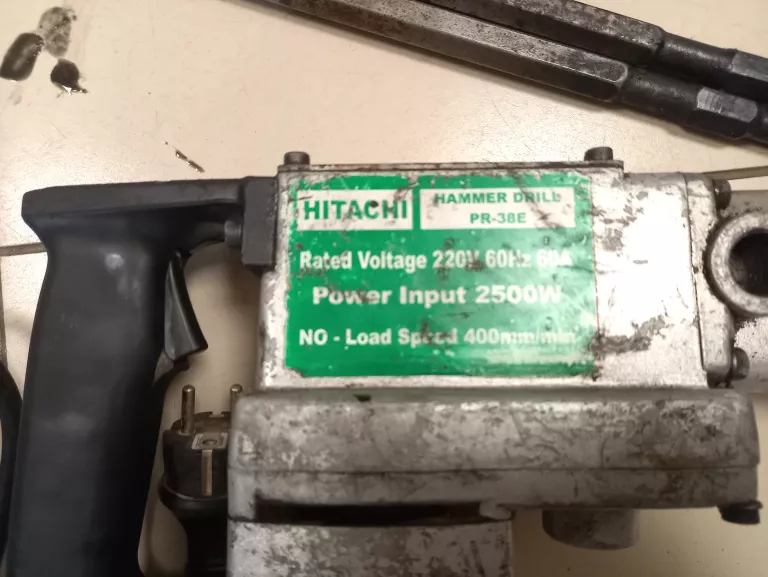 HITACHI
HAMMER DRILL
PR-38E
Rated Voltage 220V 60Hz 60A
Power Input 2500W
NO - Load Speed 400mm/min